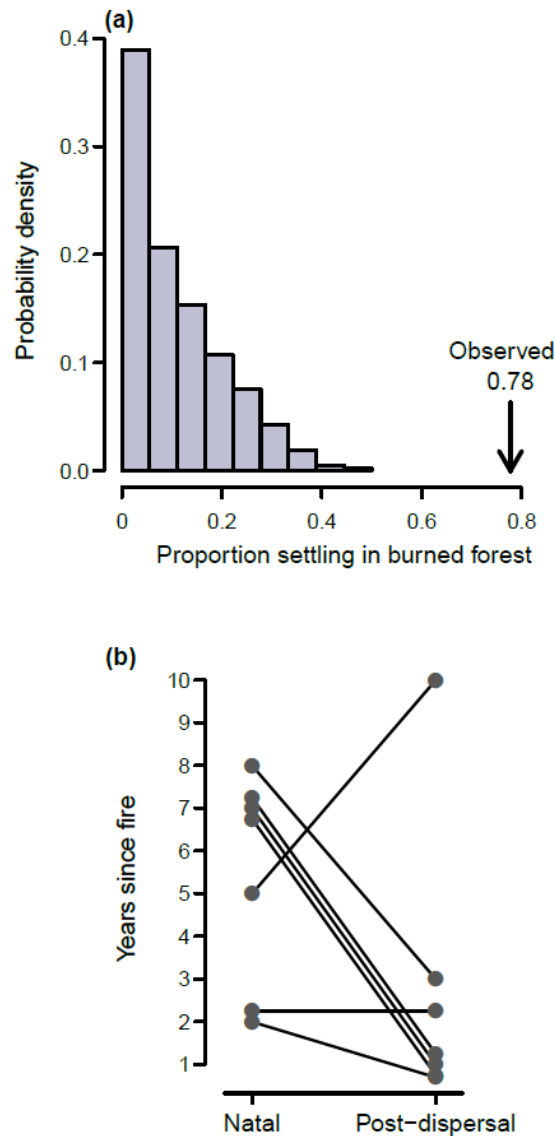 (a)
Probability density
0.4
0.3
0.2
0.1
0.0
Observed
0.78
0
0.2
0.4
0.6
0.8
Proportion settling in burned forest
(b)
Years since fire
10
9
8
7
6
5
4
3
2
1
Natal
Post-dispersal